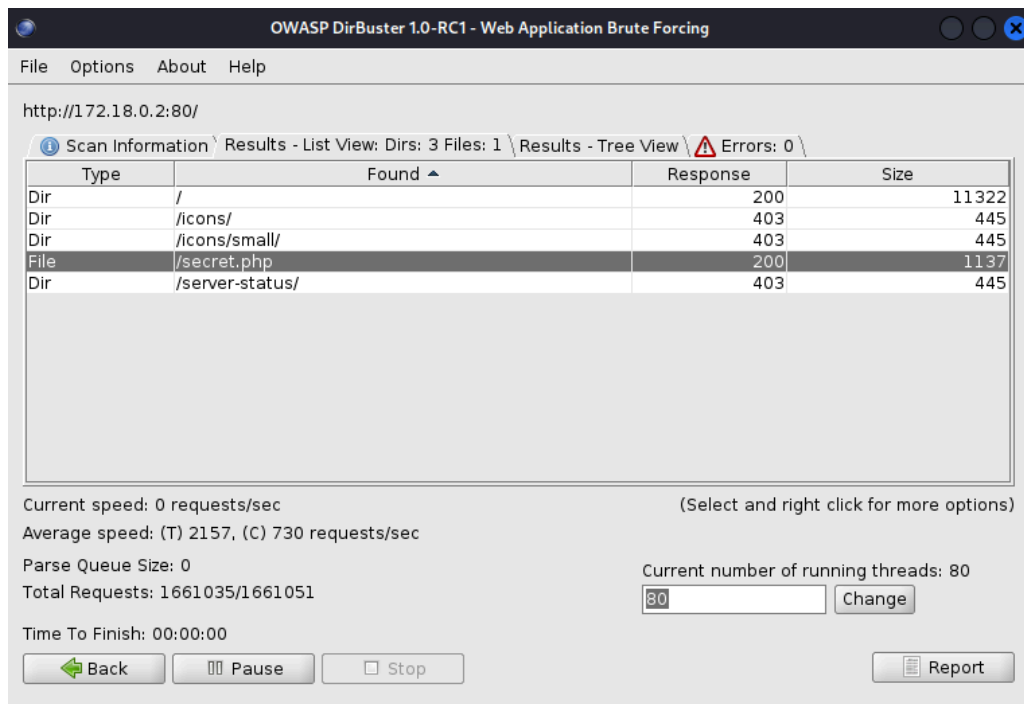 OWASP DirBuster 1.0-RC1 - Web Application Brute Forcing
File Options About Help
http://172.18.0.2:80/
Scan Information Results - List View: Dirs: 3 Files: 1 Results - Tree View Errors: 0
Type Found Response Size
Dir / 200 11322
Dir /icons/ 403 445
Dir /icons/small/ 403 445
File /secret.php 200 1137
Dir /server-status/ 403 445
Current speed: 0 requests/sec (Select and right click for more options)
Average speed: (T) 2157, (C) 730 requests/sec
Parse Queue Size: 0 Current number of running threads: 80
Total Requests: 1661035/1661051 80 Change
Time To Finish: 00:00:00
Back Pause Stop Report